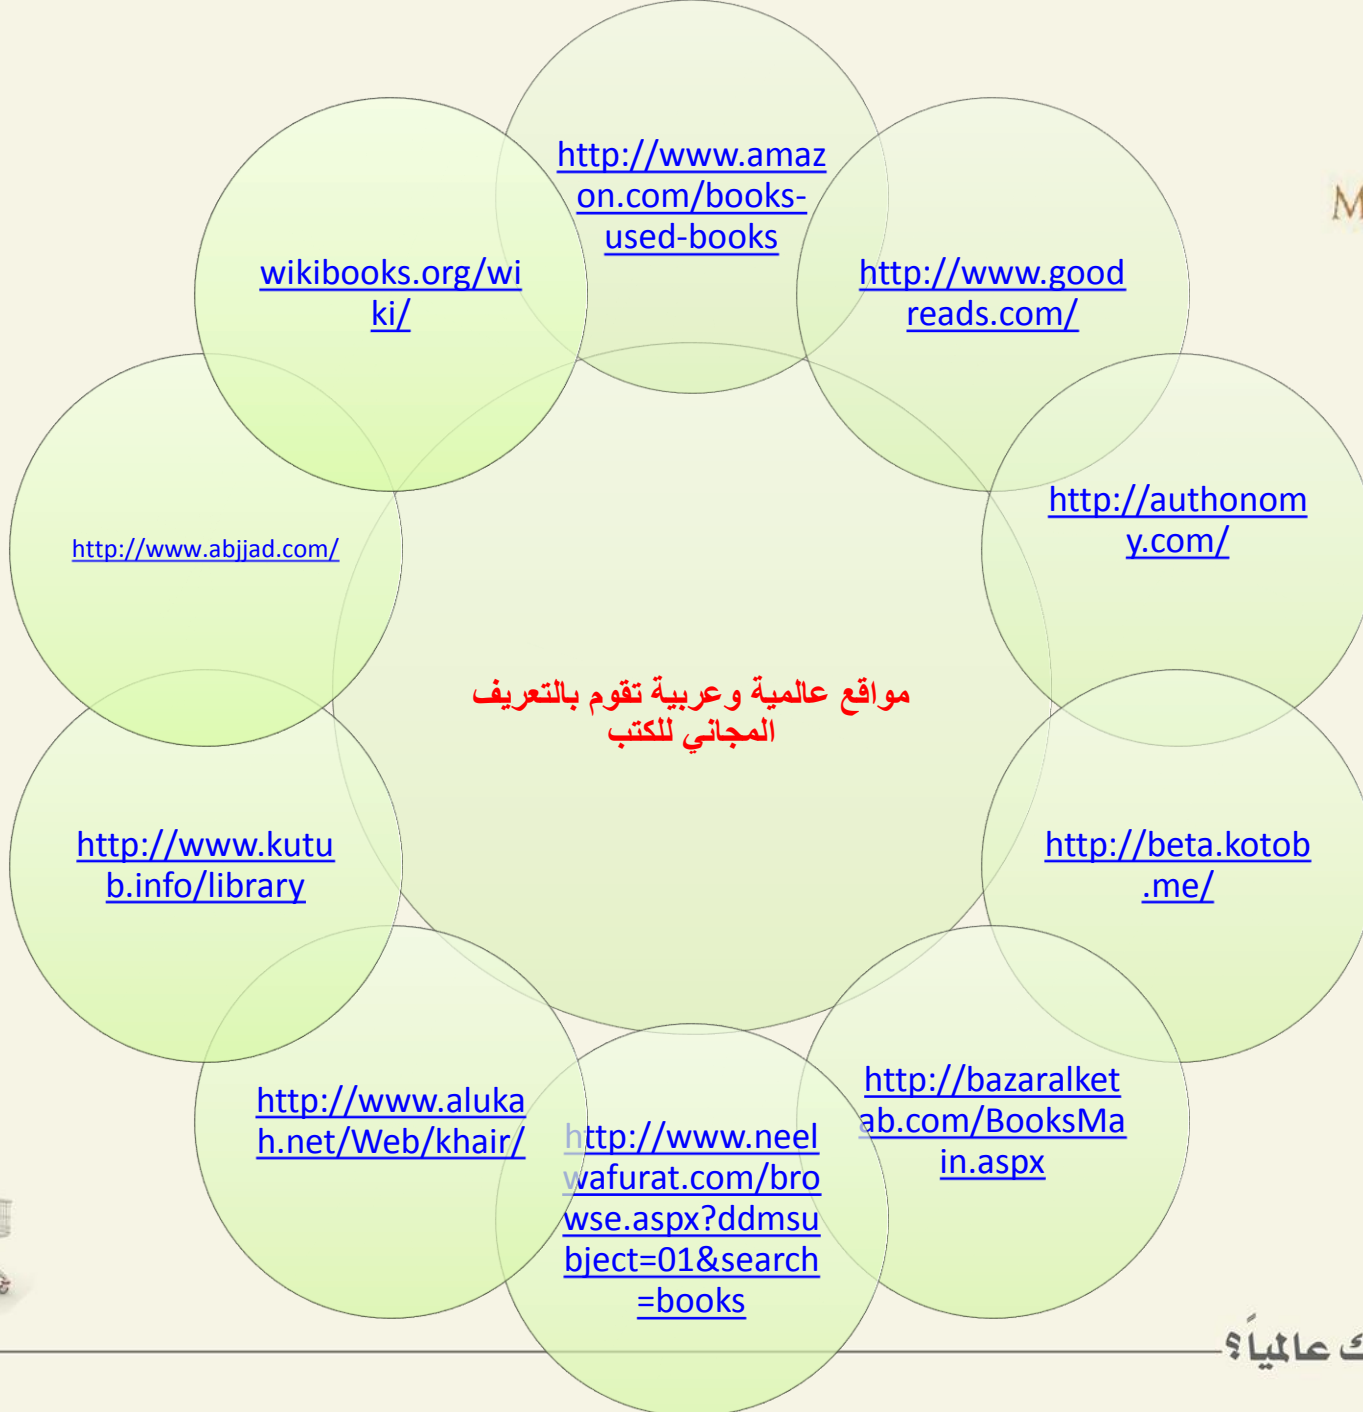 http://www.amaz
on.com/books-
used-books
M
wikibooks.org/wi
ki/
http://www.good
reads.com/
http://authonom
y.com/
http://www.abjjad.com/
مواقع عالمية وعربية تقوم بالتعريف
المجاني للكتب
http://www.kutu
b.info/library
http://beta.kotob
.me/
http://www.aluka
h.net/Web/khair/
http://www.neel
wafurat.com/bro
wse.aspx?ddmsu
bject=01&search
=books
http://bazaralket
ab.com/BooksMa
in.aspx
ك عالمياً؟